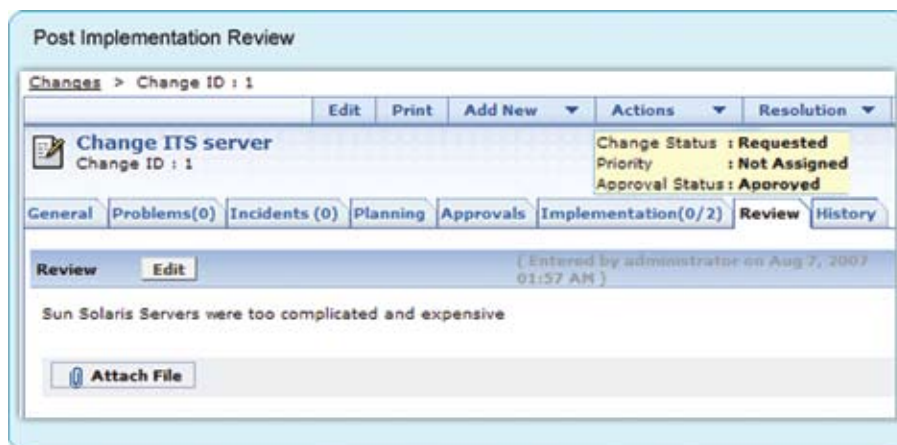 Post Implementation Review
Changes > Change ID : 1
Edit Print Add New Actions Resolution
Change ITS server
Change ID : 1
Change Status : Requested
Priority : Not Assigned
Approval Status : Approved
General Problems(0) Incidents (0) Planning Approvals Implementation(0/2) Review History
Review Edit
( Entered by administrator on Aug 7, 2007
01:57 AM )
Sun Solaris Servers were too complicated and expensive
Attach File